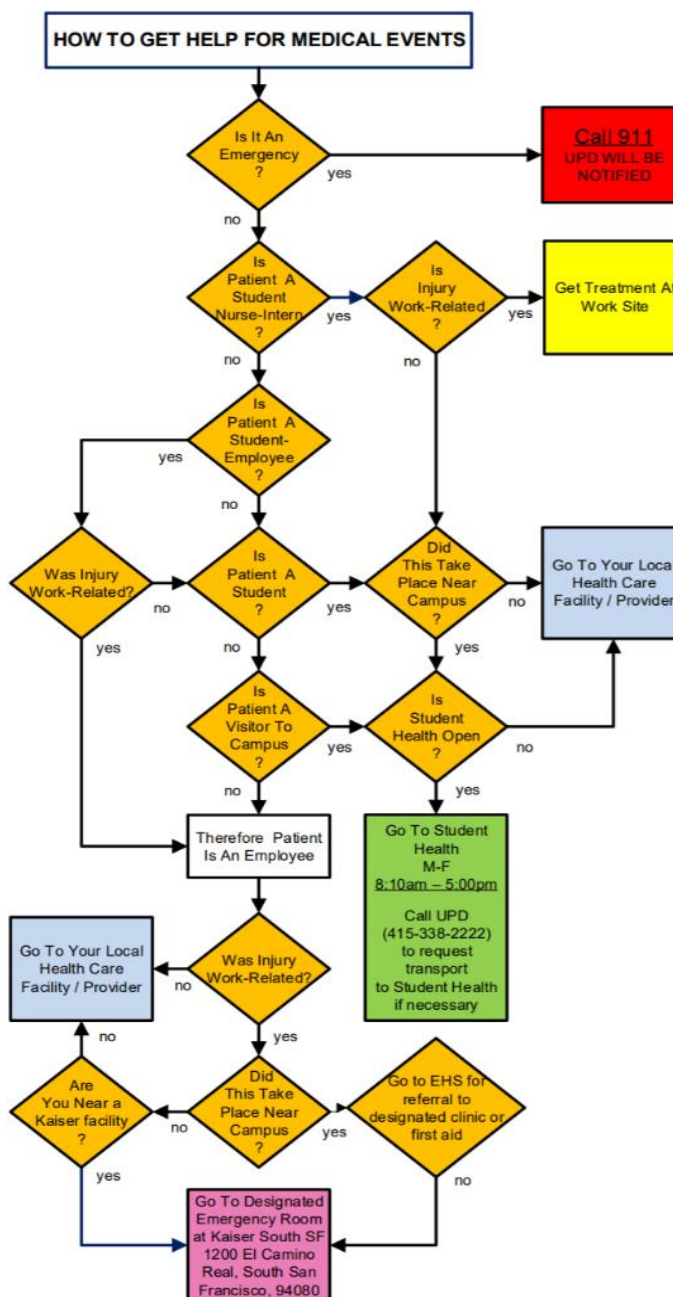 HOW TO GET HELP FOR MEDICAL EVENTS
Is It An
Emergency
?
yes
no
Call 911
UPD WILL BE
NOTIFIED
Is
Patient A
Student
Nurse-Intern
?
yes
no
Is
Injury
Work-Related
?
yes
no
Get Treatment At
Work Site
Is
Patient A
Student-
Employee
?
yes
no
Was Injury
Work-Related?
no
yes
Is
Patient A
Student
?
yes
no
Did
This Take
Place Near
Campus
?
no
yes
Go To Your Local
Health Care
Facility / Provider
Is
Patient A
Visitor To
Campus
?
yes
no
Is
Student
Health Open
?
no
yes
Therefore Patient
Is An Employee
Go To Student
Health
M-F
8:10am – 5:00pm
Call UPD
(415-338-2222)
to request
transport
to Student Health
if necessary
Go To Your Local
Health Care
Facility / Provider
Was Injury
Work-Related?
no
yes
Are
You Near a
Kaiser facility
?
no
yes
Did
This Take
Place Near
Campus
?
no
yes
Go to EHS for
referral to
designated clinic or
first aid
no
Go To Designated
Emergency Room
at Kaiser South SF
1200 El Camino
Real, South San
Francisco, 94080